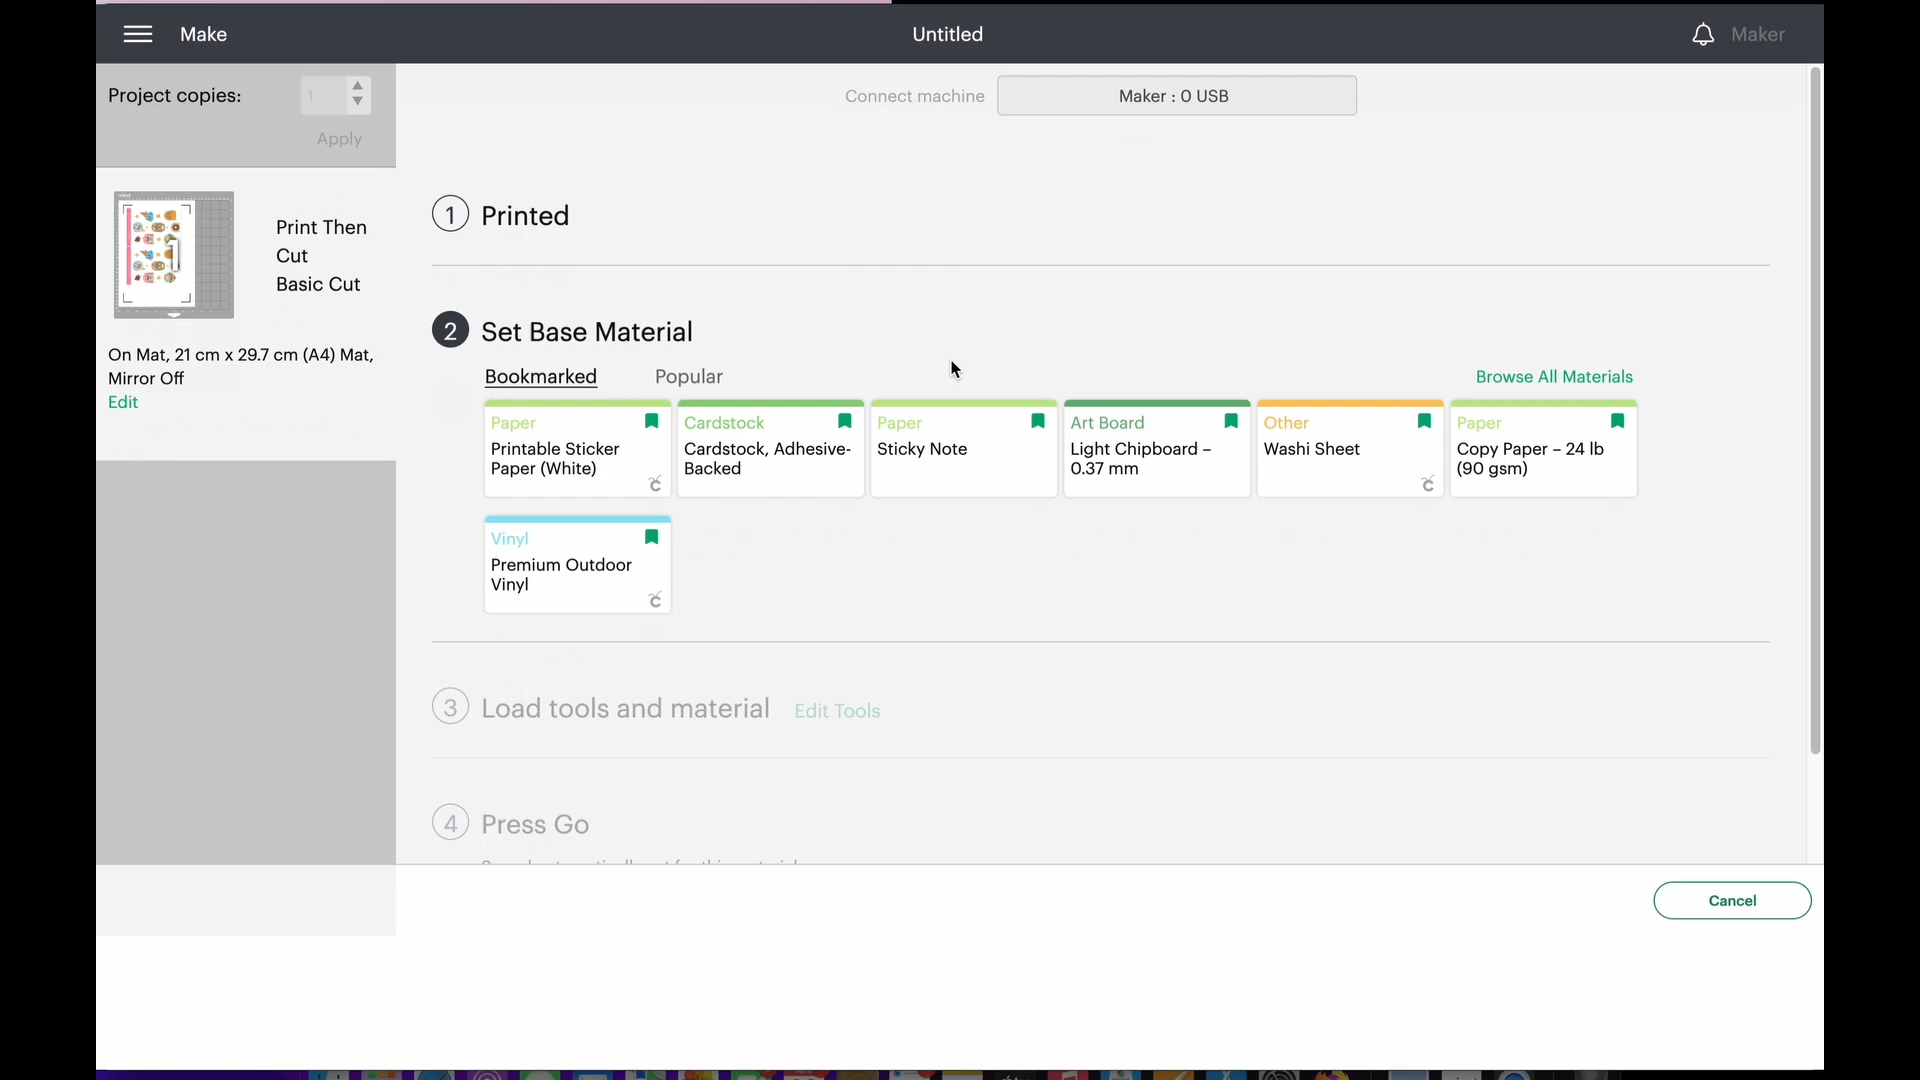 Make
Untitled
Maker
Project copies:
1
Apply
Connect machine
Maker : 0 USB
Print Then
Cut
Basic Cut
On Mat, 21 cm x 29.7 cm (A4) Mat,
Mirror Off
Edit
1 Printed
2 Set Base Material
Bookmarked
Popular
Browse All Materials
Paper
Printable Sticker
Paper (White)
Cardstock
Cardstock, Adhesive-
Backed
Paper
Sticky Note
Art Board
Light Chipboard –
0.37 mm
Other
Washi Sheet
Paper
Copy Paper – 24 lb
(90 gsm)
Vinyl
Premium Outdoor
Vinyl
3 Load tools and material Edit Tools
4 Press Go
Cancel